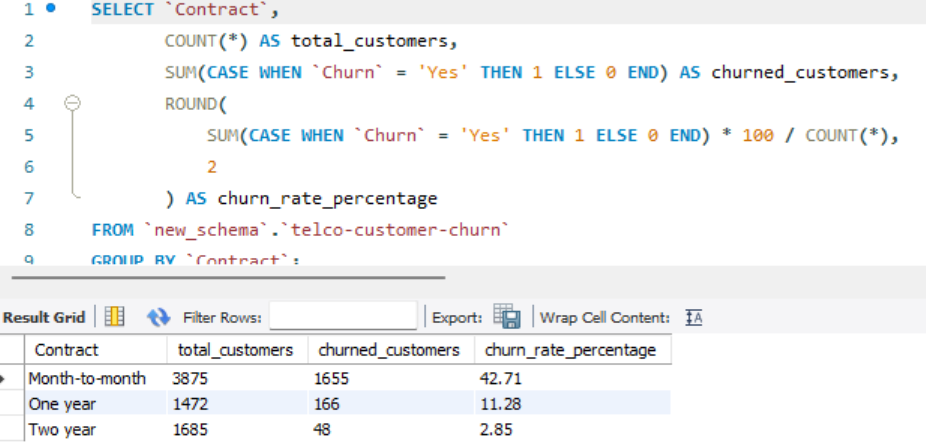 1 SELECT `Contract`,
2 COUNT(*) AS total_customers,
3 SUM(CASE WHEN `Churn` = 'Yes' THEN 1 ELSE 0 END) AS churned_customers,
4 ROUND(
5 SUM(CASE WHEN `Churn` = 'Yes' THEN 1 ELSE 0 END) * 100 / COUNT(*),
6 2
7 ) AS churn_rate_percentage
8 FROM `new_schema`.`telco-customer-churn`
9 GROUP BY `Contract`;
Result Grid Filter Rows: Export: Wrap Cell Content: IA
Contract total_customers churned_customers churn_rate_percentage
Month-to-month 3875 1655 42.71
One year 1472 166 11.28
Two year 1685 48 2.85